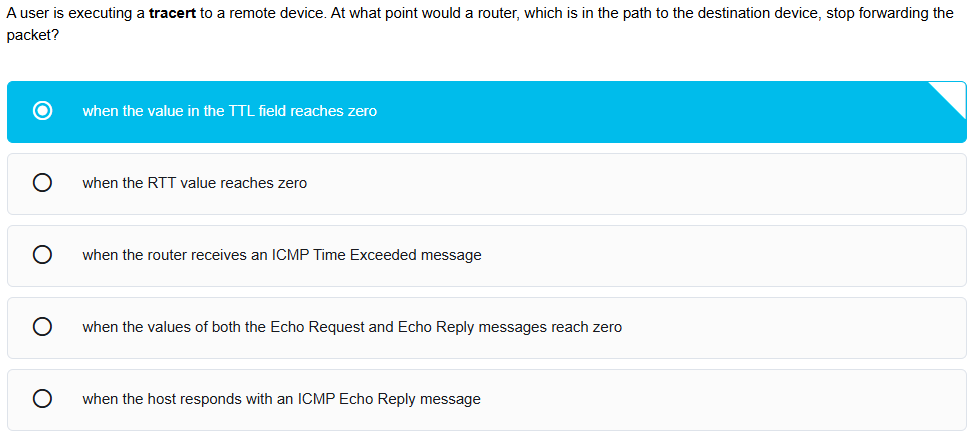 A user is executing a tracert to a remote device. At what point would a router, which is in the path to the destination device, stop forwarding the
packet?
when the value in the TTL field reaches zero
when the RTT value reaches zero
when the router receives an ICMP Time Exceeded message
when the values of both the Echo Request and Echo Reply messages reach zero
when the host responds with an ICMP Echo Reply message